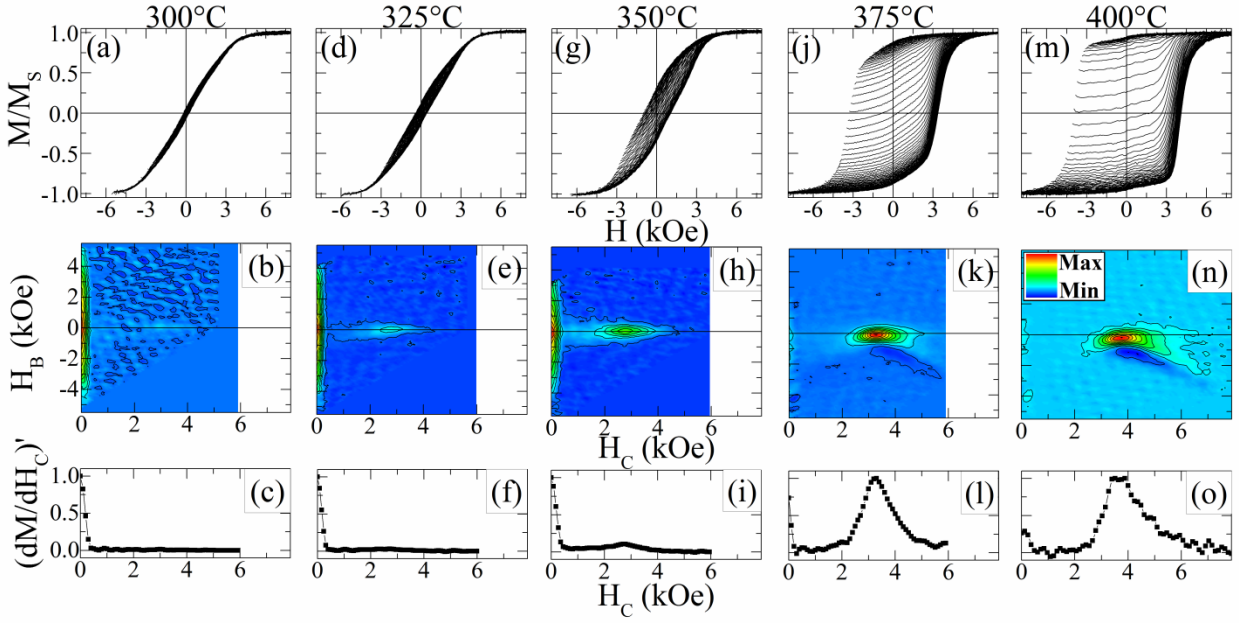 300°C 325°C 350°C 375°C 400°C
(a) (d) (g) (j) (m)
M/M_S
1.0
0.5
0.0
-0.5
-1.0
-6 -3 0 3 6 -6 -3 0 3 6 -6 -3 0 3 6 -6 -3 0 3 6 -6 -3 0 3 6
H (kOe)
(b) (e) (h) (k) (n)
Max
Min
H_B (kOe)
4
2
0
-2
-4
0 2 4 6 0 2 4 6 0 2 4 6 0 2 4 6 0 2 4 6
H_C (kOe)
(c) (f) (i) (l) (o)
(dM/dH_C)'
1.0
0.5
0.0
0 2 4 6 0 2 4 6 0 2 4 6 0 2 4 6 0 2 4 6
H_C (kOe)